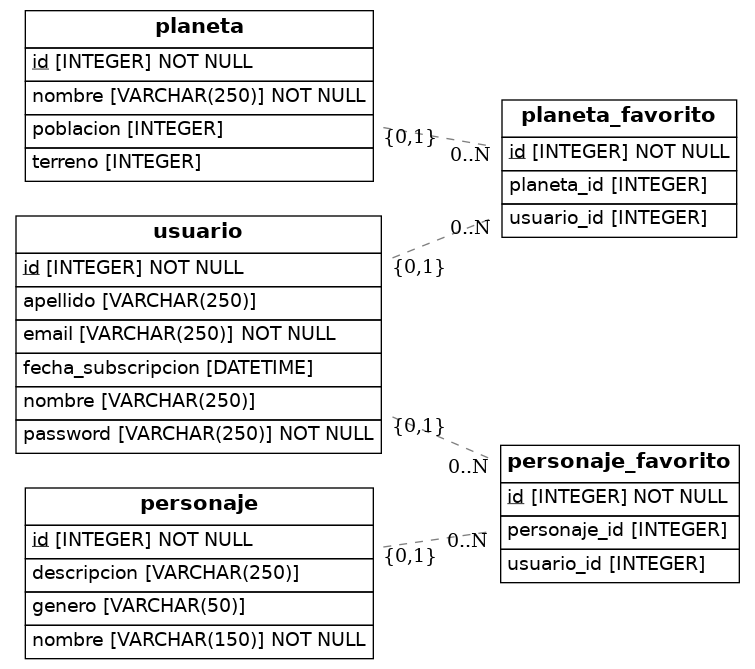 planeta
id [INTEGER] NOT NULL
nombre [VARCHAR(250)] NOT NULL
poblacion [INTEGER]
terreno [INTEGER]
{0,1}
0..N
planeta_favorito
id [INTEGER] NOT NULL
planeta_id [INTEGER]
usuario_id [INTEGER]
usuario
id [INTEGER] NOT NULL
apellido [VARCHAR(250)]
email [VARCHAR(250)] NOT NULL
fecha_subscripcion [DATETIME]
nombre [VARCHAR(250)]
password [VARCHAR(250)] NOT NULL
0..N
{0,1}
{0,1}
0..N
personaje_favorito
id [INTEGER] NOT NULL
personaje_id [INTEGER]
usuario_id [INTEGER]
personaje
id [INTEGER] NOT NULL
descripcion [VARCHAR(250)]
genero [VARCHAR(50)]
nombre [VARCHAR(150)] NOT NULL
0..N
{0,1}